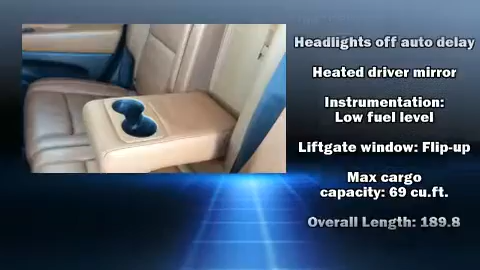 Headlights off auto delay
Heated driver mirror
Instrumentation:
Low fuel level
Liftgate window: Flip-up
Max cargo
capacity: 69 cu.ft.
Overall Length: 189.8